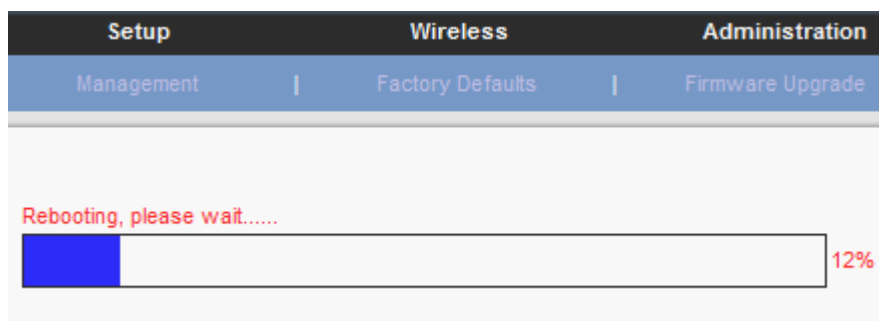 Setup Wireless Administration
Management | Factory Defaults | Firmware Upgrade
Rebooting, please wait......
12%